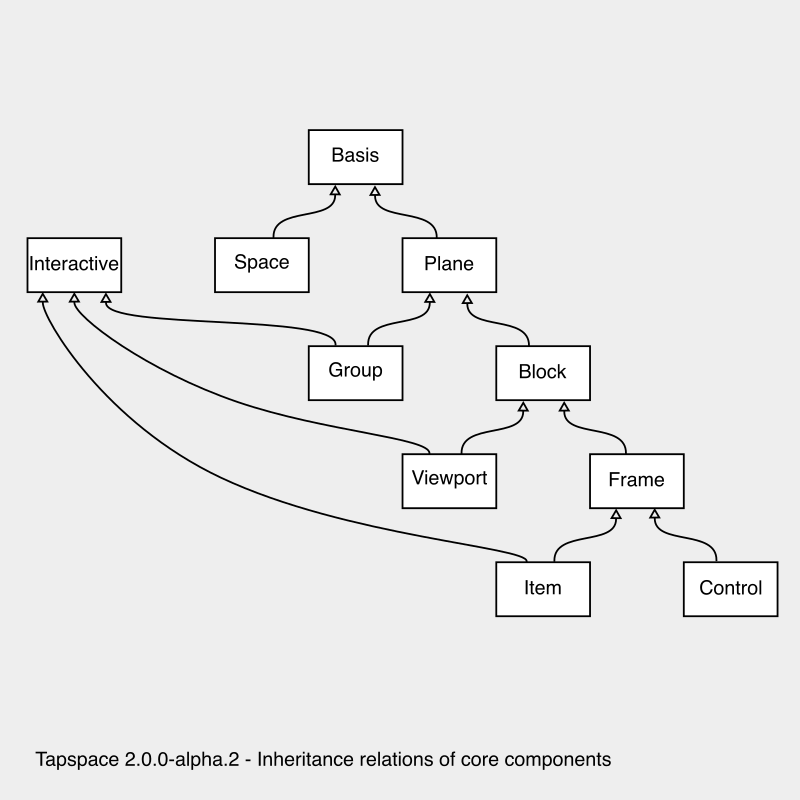 Basis
Interactive
Space
Plane
Group
Block
Viewport
Frame
Item
Control
Tapspace 2.0.0-alpha.2 - Inheritance relations of core components